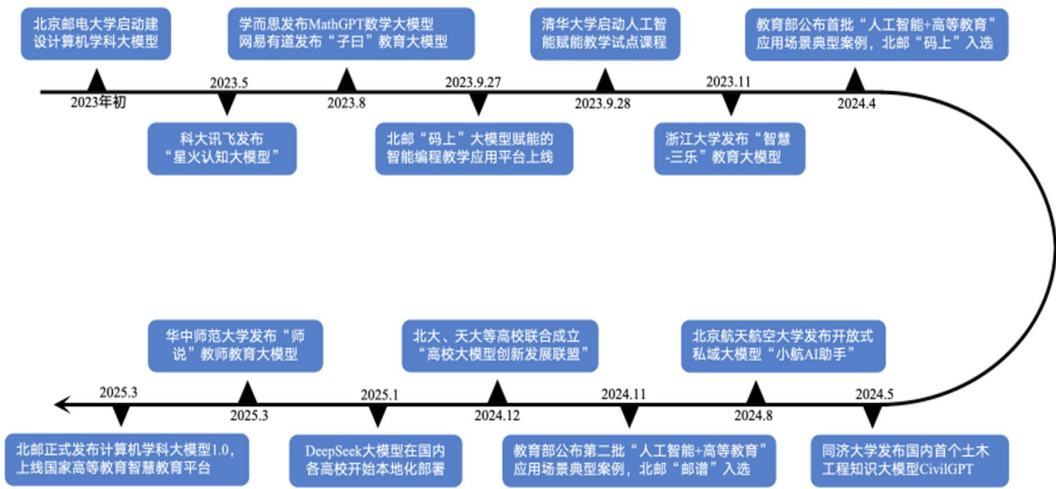 北京邮电大学启动建
设计算机学科大模型
2023年初
2023.5
科大讯飞发布
“星火认知大模型”
学而思发布MathGPT数学大模型
网易有道发布“子曰”教育大模型
2023.8
2023.9.27
北邮“码上”大模型赋能的
智能编程教学应用平台上线
清华大学启动人工智
能赋能教学试点课程
2023.9.28
2023.11
浙江大学发布“智慧
-三乐”教育大模型
教育部公布首批“人工智能+高等教育”
应用场景典型案例，北邮“码上”入选
2024.4
2024.5
同济大学发布国内首个土木
工程知识大模型CivilGPT
北京航天航空大学发布开放式
私域大模型“小航AI助手”
2024.8
2024.11
教育部公布第二批“人工智能+高等教育”
应用场景典型案例，北邮“邮谱”入选
北大、天大等高校联合成立
“高校大模型创新发展联盟”
2024.12
2025.1
DeepSeek大模型在国内
各高校开始本地化部署
华中师范大学发布“师
说”教师教育大模型
2025.3
2025.3
北邮正式发布计算机学科大模型1.0，
上线国家高等教育智慧教育平台